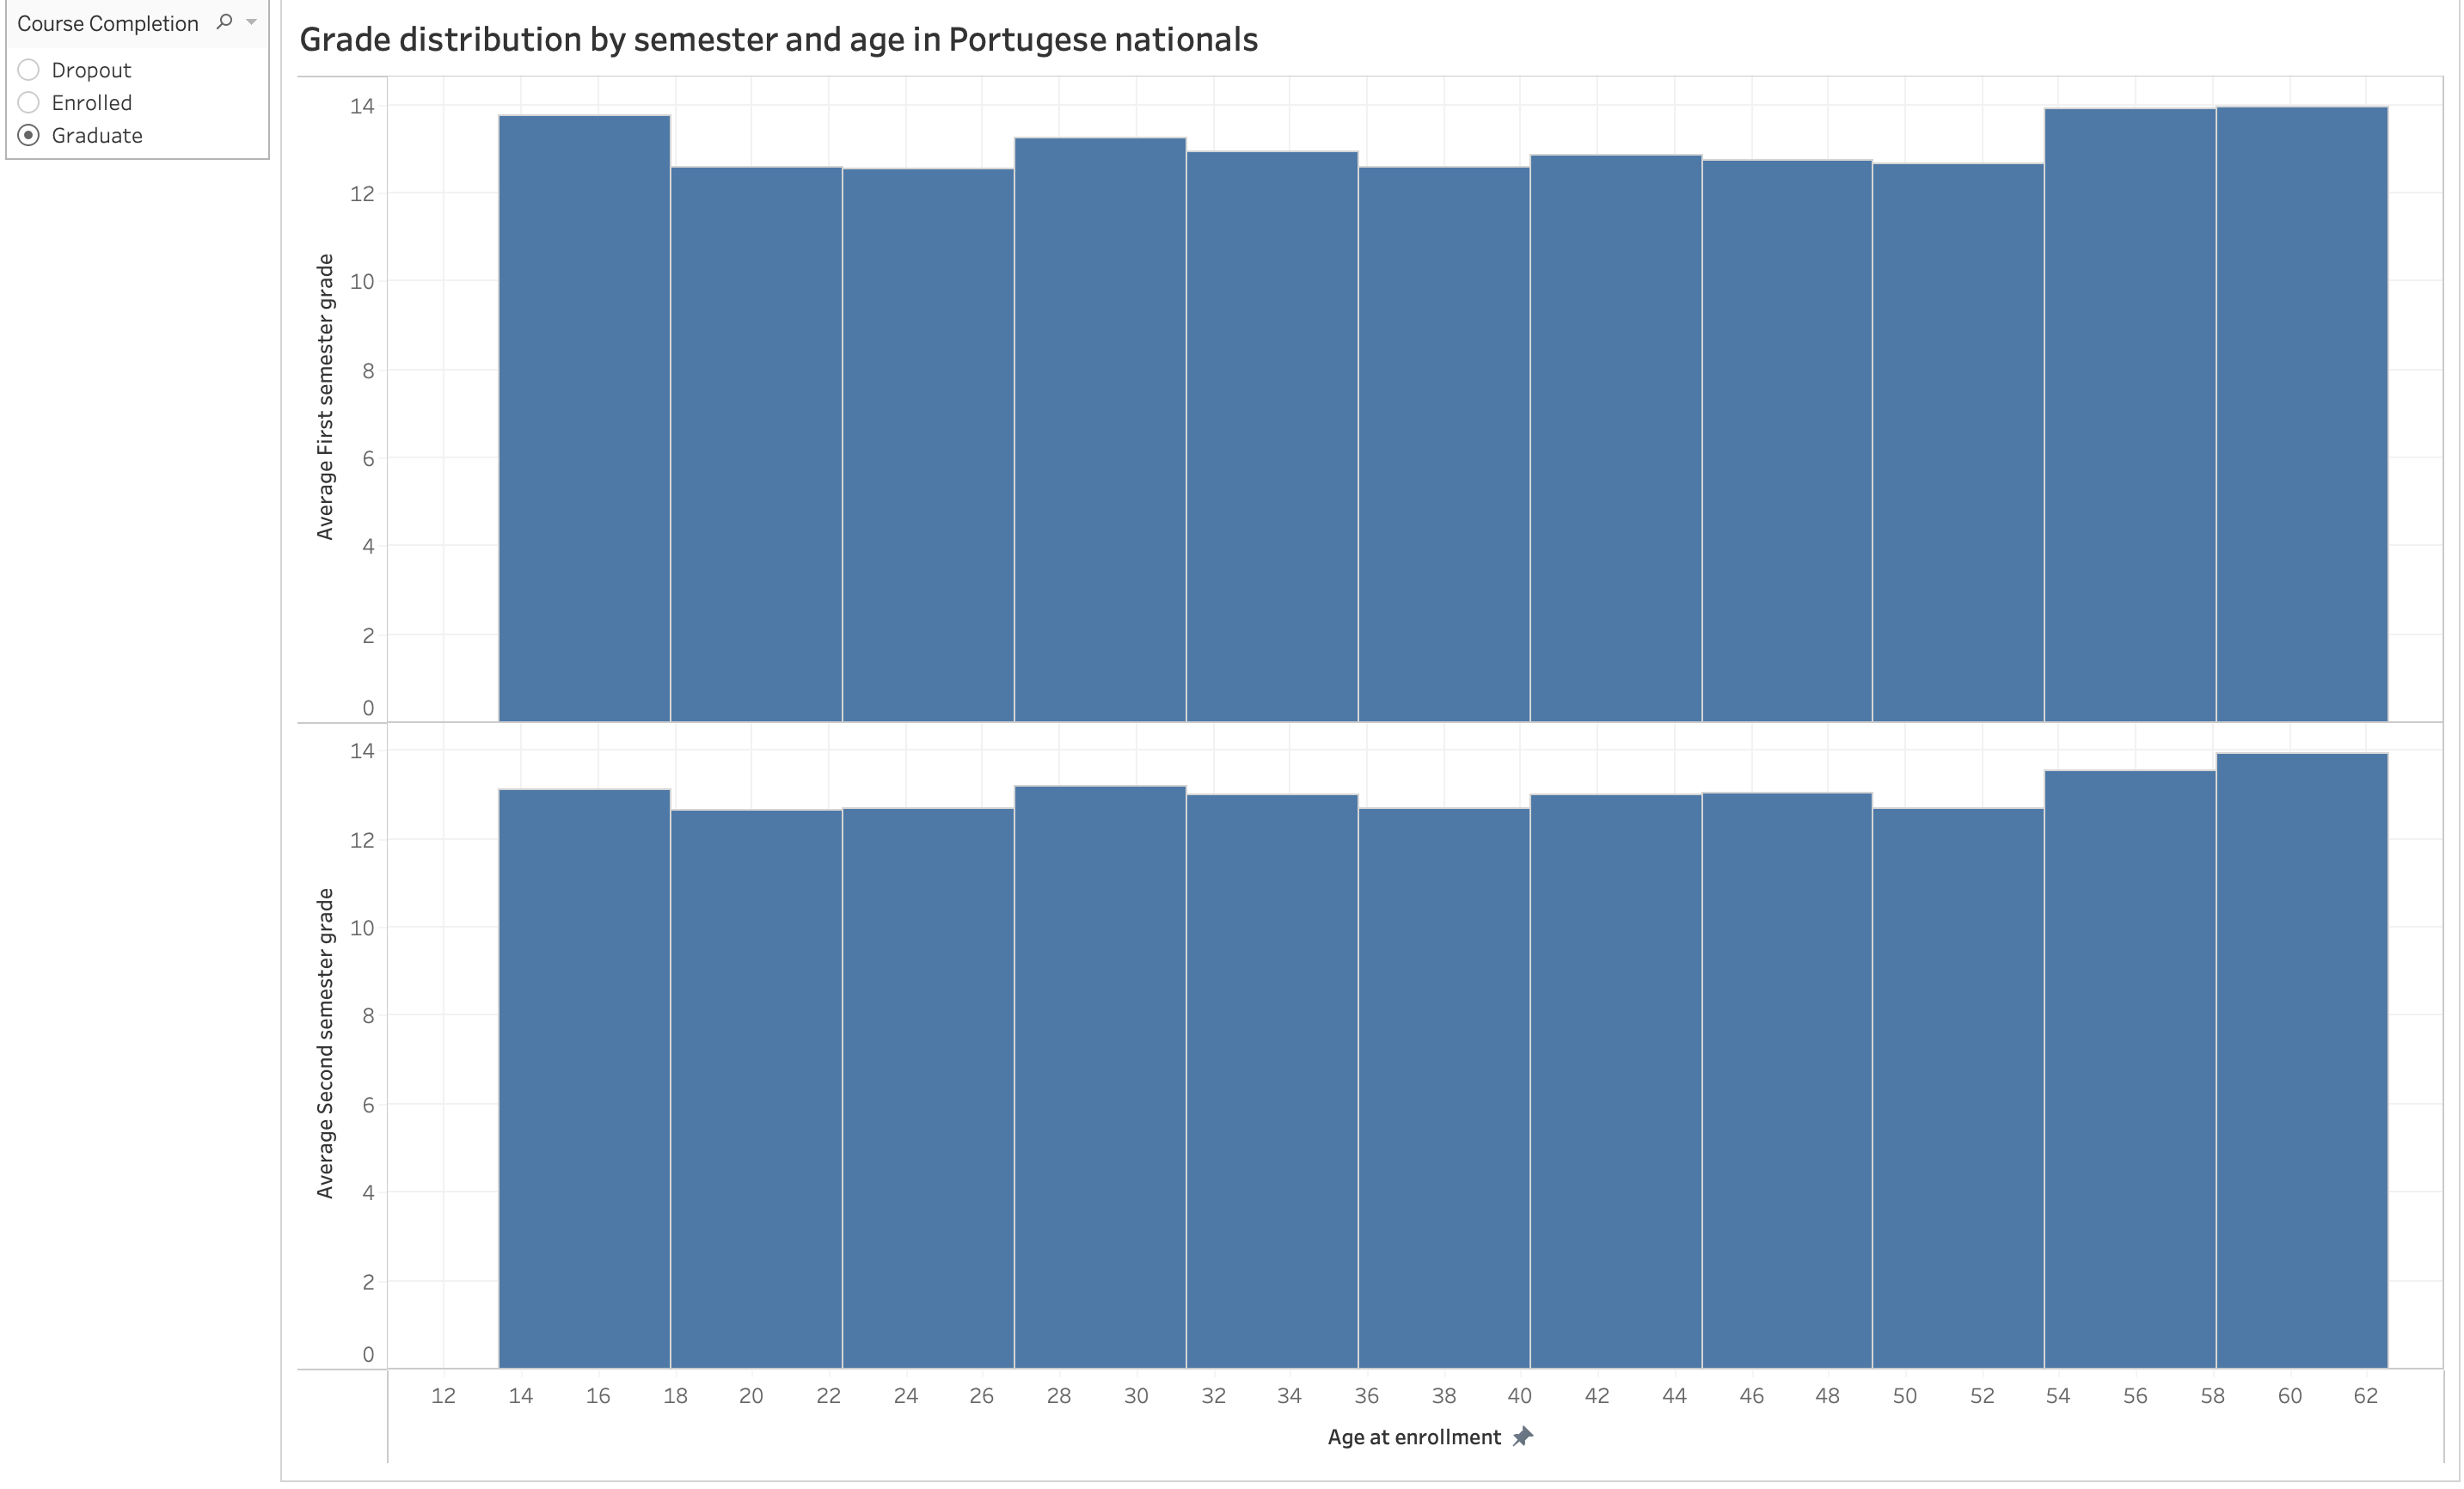 Course Completion
Dropout
Enrolled
Graduate
Grade distribution by semester and age in Portugese nationals
Average First semester grade
14
12
10
8
6
4
2
0
Average Second semester grade
14
12
10
8
6
4
2
0
12 14 16 18 20 22 24 26 28 30 32 34 36 38 40 42 44 46 48 50 52 54 56 58 60 62
Age at enrollment